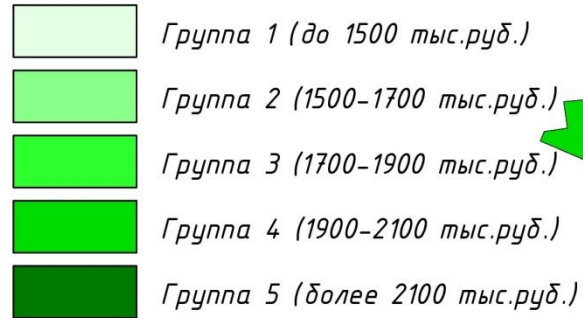 Группа 1 (до 1500 тыс.руб.)
Группа 2 (1500-1700 тыс.руб.)
Группа 3 (1700-1900 тыс.руб.)
Группа 4 (1900-2100 тыс.руб.)
Группа 5 (более 2100 тыс.руб.)